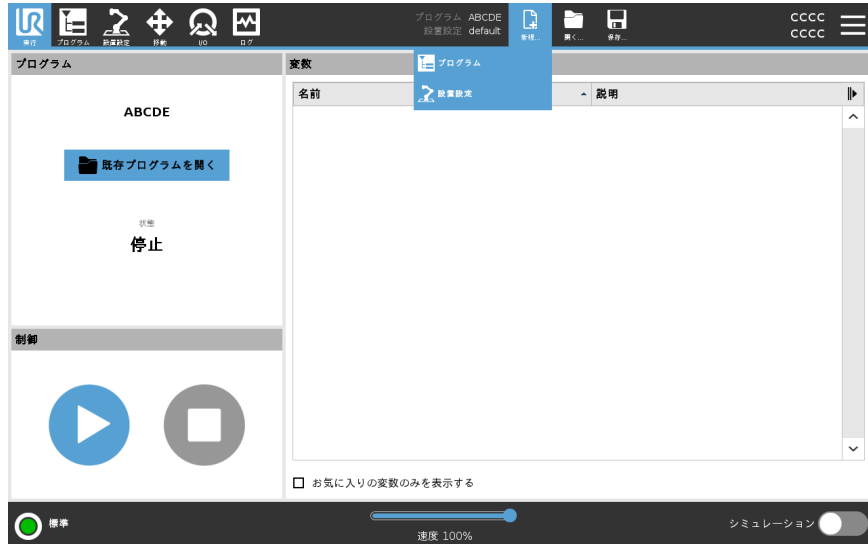 プログラム ABCDE
設置設定 default
CCCC
CCCC
実行
プログラム
設置設定
移動
I/O
ログ
新規...
開く...
保存...
プログラム
設置設定
プログラム
ABCDE
既存プログラムを開く
状態
停止
制御
変数
名前
説明
お気に入りの変数のみを表示する
標準
速度 100%
シミュレーション